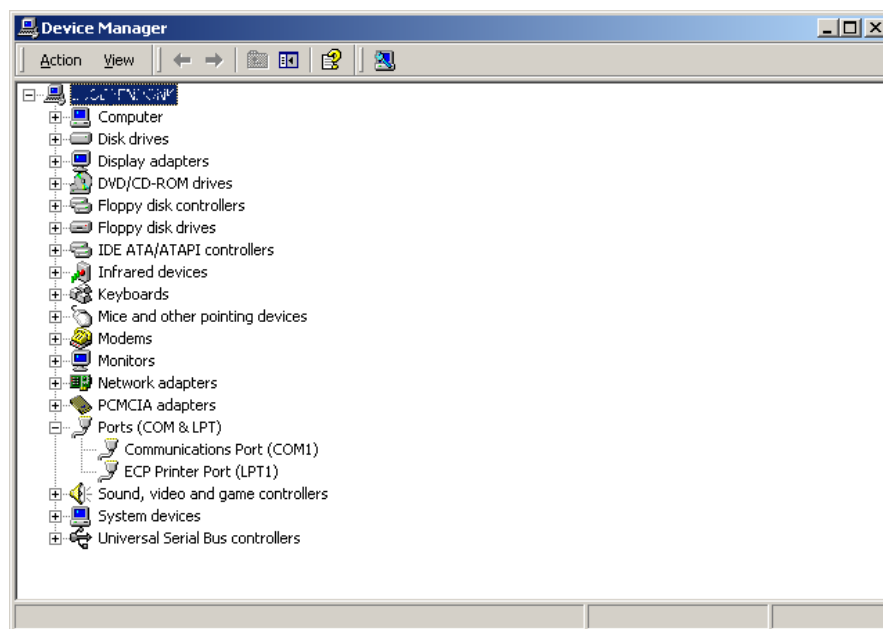 Device Manager
Action View
Computer
Disk drives
Display adapters
DVD/CD-ROM drives
Floppy disk controllers
Floppy disk drives
IDE ATA/ATAPI controllers
Infrared devices
Keyboards
Mice and other pointing devices
Modems
Monitors
Network adapters
PCMCIA adapters
Ports (COM & LPT)
Communications Port (COM1)
ECP Printer Port (LPT1)
Sound, video and game controllers
System devices
Universal Serial Bus controllers